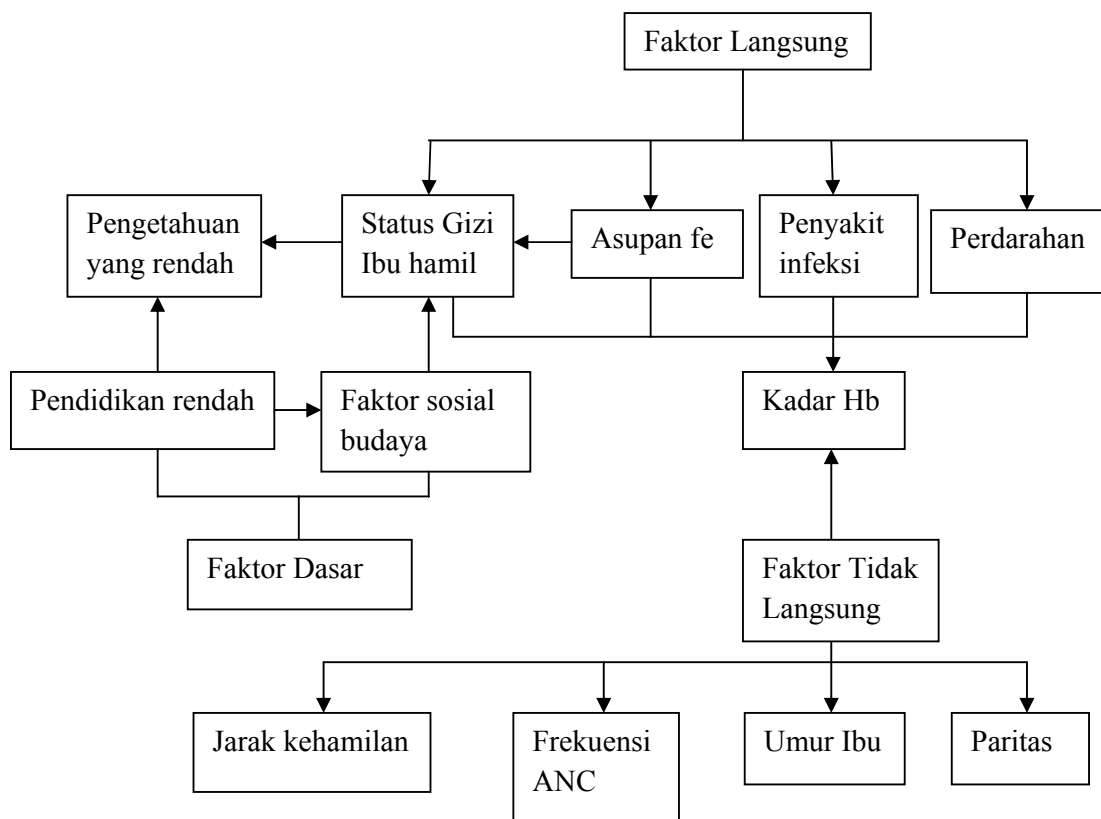 Faktor Langsung
Pengetahuan
yang rendah
Status Gizi
Ibu hamil
Asupan fe
Penyakit
infeksi
Perdarahan
Pendidikan rendah
Faktor sosial
budaya
Kadar Hb
Faktor Dasar
Faktor Tidak
Langsung
Jarak kehamilan
Frekuensi
ANC
Umur Ibu
Paritas